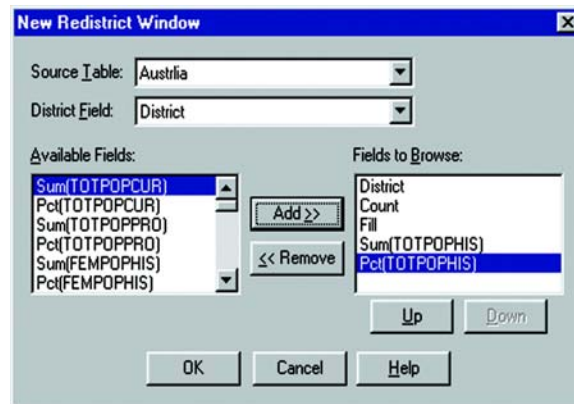 New Redistrict Window
Source Table: Austrlia
District Field: District
Available Fields:
Sum(TOTPOPCUR)
Pct(TOTPOPCUR)
Sum(TOTPOPPRO)
Pct(TOTPOPPRO)
Sum(FEMPOPHIS)
Pct(FEMPOPHIS)
Add >>
<< Remove
Fields to Browse:
District
Count
Fill
Sum(TOTPOPHIS)
Pct(TOTPOPHIS)
Up Down
OK Cancel Help